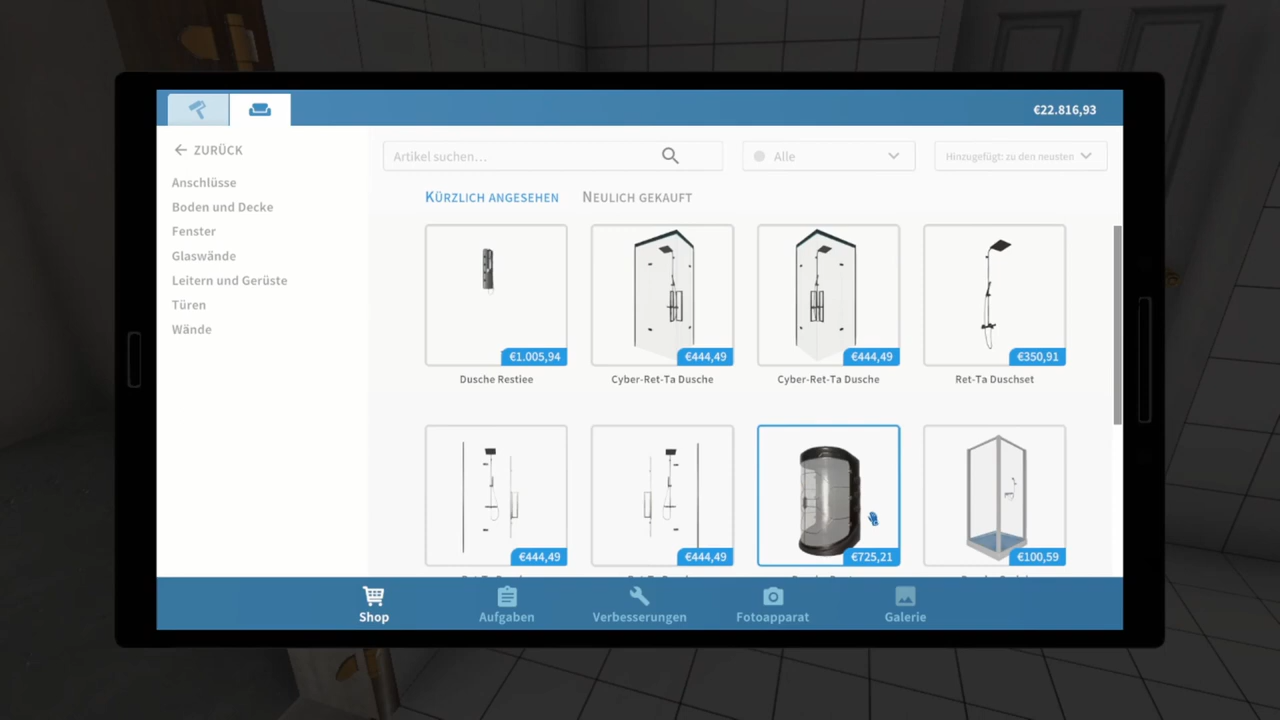 €22.816,93
ZURÜCK
Anschlüsse
Boden und Decke
Fenster
Glaswände
Leitern und Gerüste
Türen
Wände
Artikel suchen...
Alle
Hinzugefügt: zu den neusten
KÜRZLICH ANGESEHEN
NEULICH GEKAUFT
€1.005,94
€444,49
€444,49
€350,91
Dusche Restiee
Cyber-Ret-Ta Dusche
Cyber-Ret-Ta Dusche
Ret-Ta Duschset
€444,49
€444,49
€725,21
€100,59
Shop
Aufgaben
Verbesserungen
Fotoapparat
Galerie